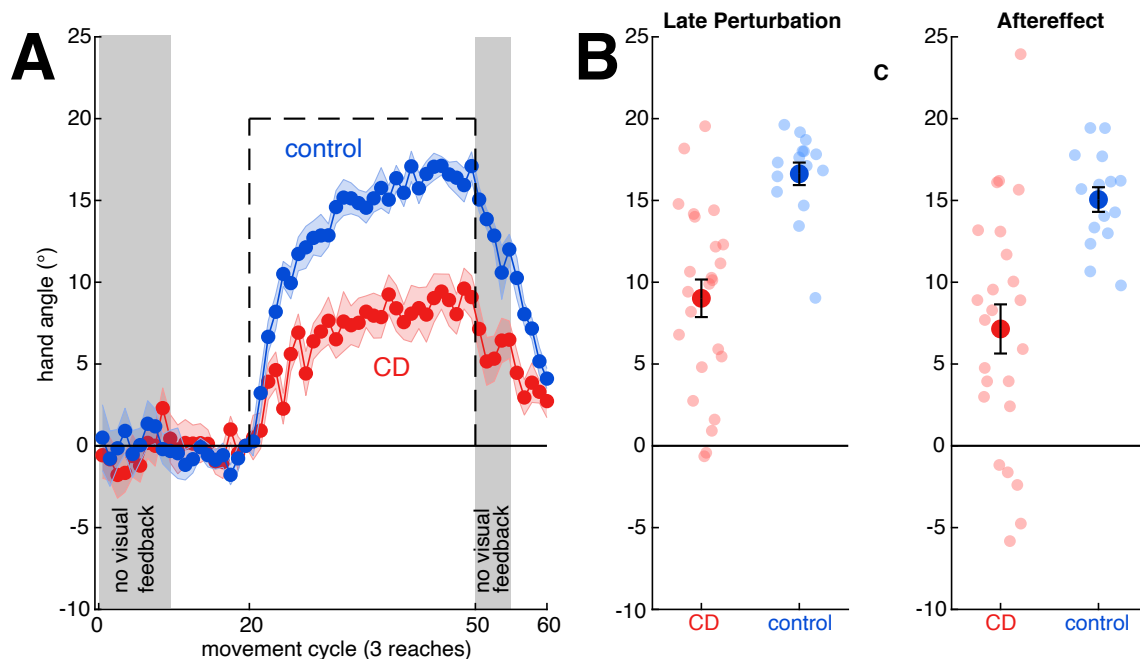 A
hand angle (°)
25
20
15
10
5
0
-5
-10
control
CD
no visual
feedback
no visual
feedback
0
20
50
60
movement cycle (3 reaches)
B
Late Perturbation
25
20
15
10
5
0
-5
-10
CD
control
C
Aftereffect
25
20
15
10
5
0
-5
-10
CD
control